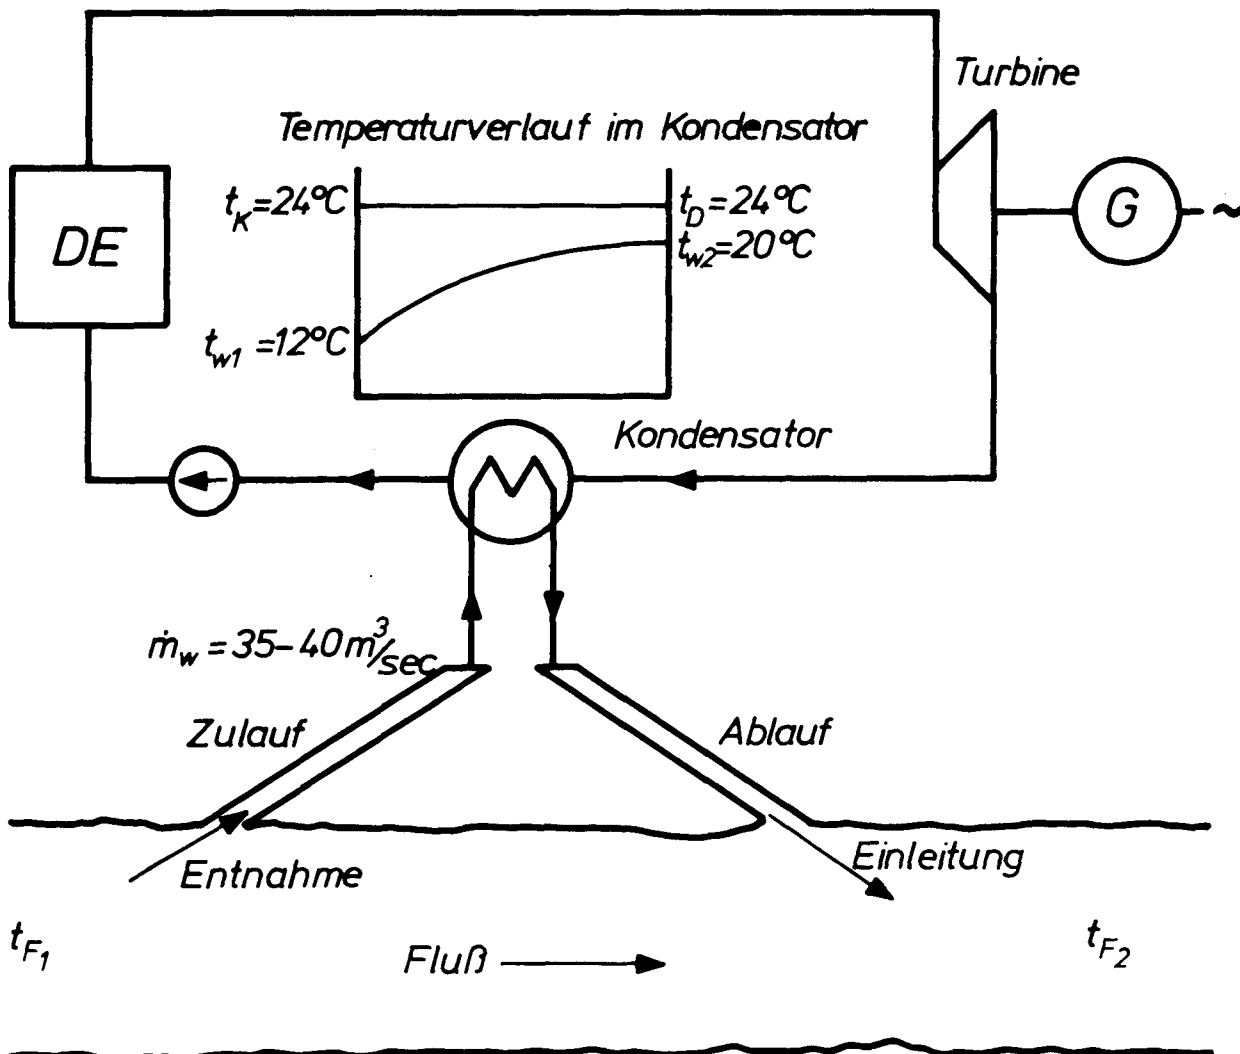 Turbine
Temperaturverlauf im Kondensator
t_K=24°C
t_D=24°C
G ~
DE
t_w2=20°C
t_w1=12°C
Kondensator
ṁ_w = 35–40 m³/sec
Zulauf
Ablauf
Entnahme
Einleitung
t_F1
Fluß
t_F2